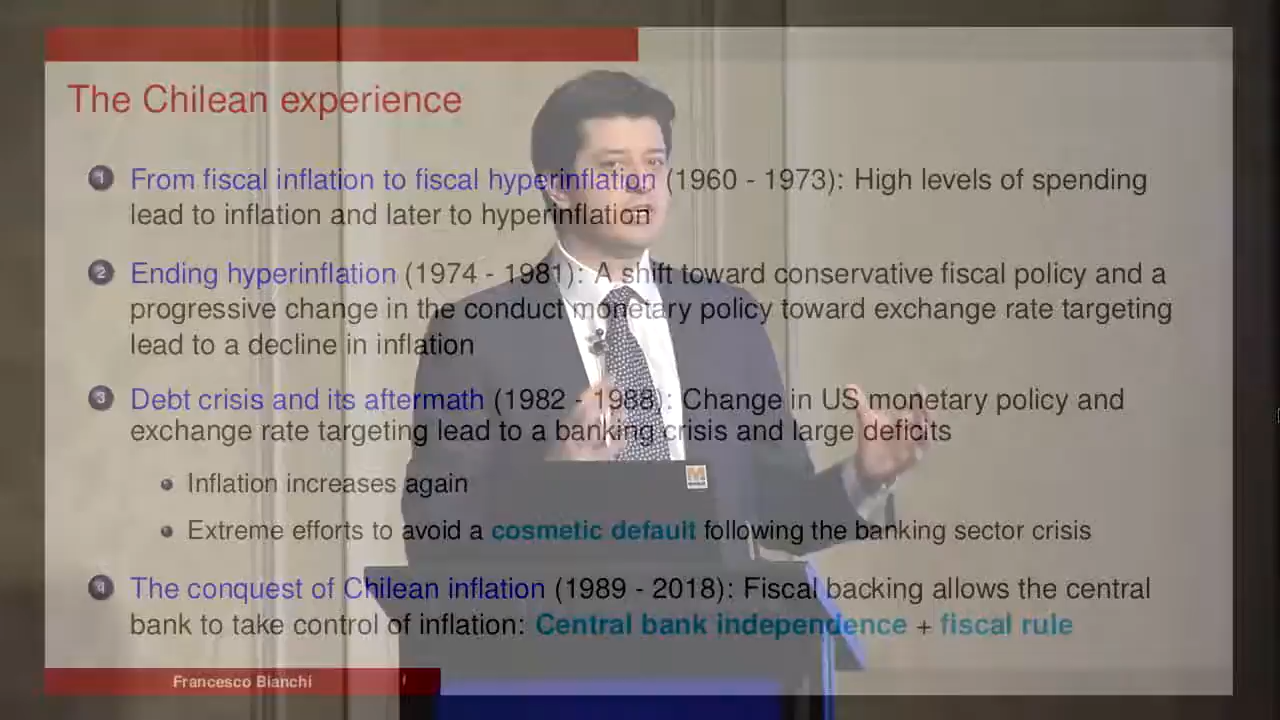 The Chilean experience
1 From fiscal inflation to fiscal hyperinflation (1960 - 1973): High levels of spending
lead to inflation and later to hyperinflation
2 Ending hyperinflation (1974 - 1981): A shift toward conservative fiscal policy and a
progressive change in the conduct monetary policy toward exchange rate targeting
lead to a decline in inflation
3 Debt crisis and its aftermath (1982 - 1988): Change in US monetary policy and
exchange rate targeting lead to a banking crisis and large deficits
Inflation increases again
Extreme efforts to avoid a cosmetic default following the banking sector crisis
4 The conquest of Chilean inflation (1989 - 2018): Fiscal backing allows the central
bank to take control of inflation: Central bank independence + fiscal rule
Francesco Bianchi